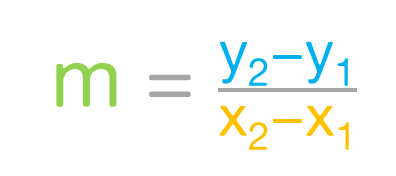 m = y₂−y₁
x₂−x₁